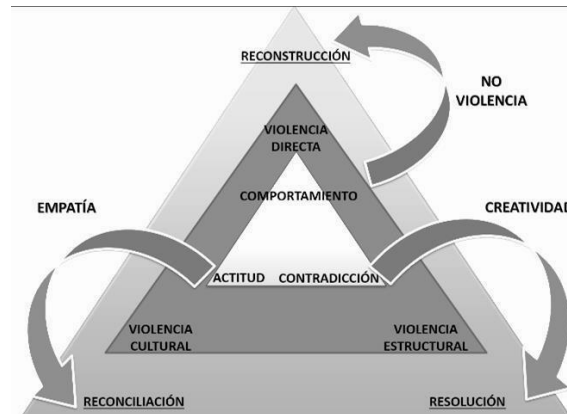 RECONSTRUCCIÓN
NO
VIOLENCIA
VIOLENCIA
DIRECTA
COMPORTAMIENTO
EMPATÍA
CREATIVIDAD
ACTITUD CONTRADICCIÓN
VIOLENCIA
CULTURAL
VIOLENCIA
ESTRUCTURAL
RECONCILIACIÓN
RESOLUCIÓN